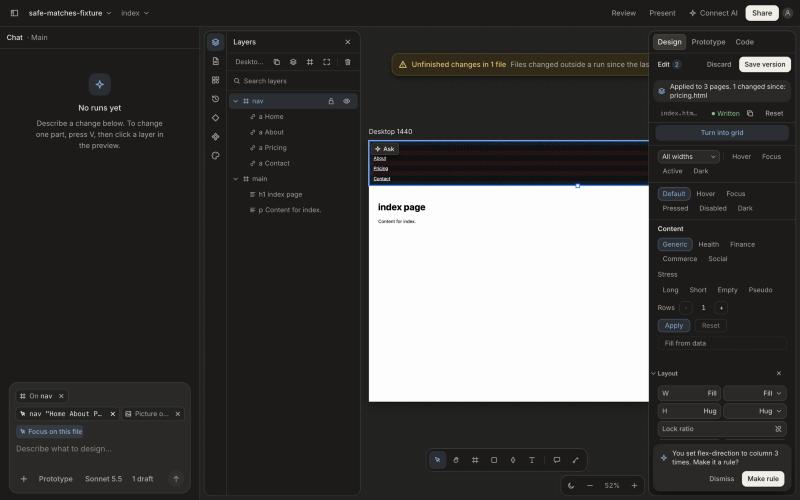 safe-matches-fixture
index
Review
Present
Connect AI
Share
Chat · Main
No runs yet
Describe a change below. To
change one part, press V, then click a layer in
the preview.
On nav
nav "Home About P…
Picture o…
Focus on this file
Describe what to design…
Prototype
Sonnet 5.5
1 draft
Layers
Deskto…
Search layers
nav
a Home
a About
a Pricing
a Contact
main
h1 index page
p Content for index.
Unfinished changes in 1 file Files changed outside a run since the las
Desktop 1440
Ask
About
Pricing
Contact
index page
Content for index.
52%
Design
Prototype
Code
Edit 2
Discard
Save version
Applied to 3 pages. 1 changed since:
pricing.html
index.htm…
Written
Reset
Turn into grid
All widths
Hover
Focus
Active
Dark
Default
Hover
Focus
Pressed
Disabled
Dark
Content
Generic
Health
Finance
Commerce
Social
Stress
Long
Short
Empty
Pseudo
Rows - 1 +
Apply
Reset
Fill from data
Layout
W Fill
Fill
H Hug
Hug
Lock ratio
You set flex-direction to column 3
times. Make it a rule?
Dismiss
Make rule